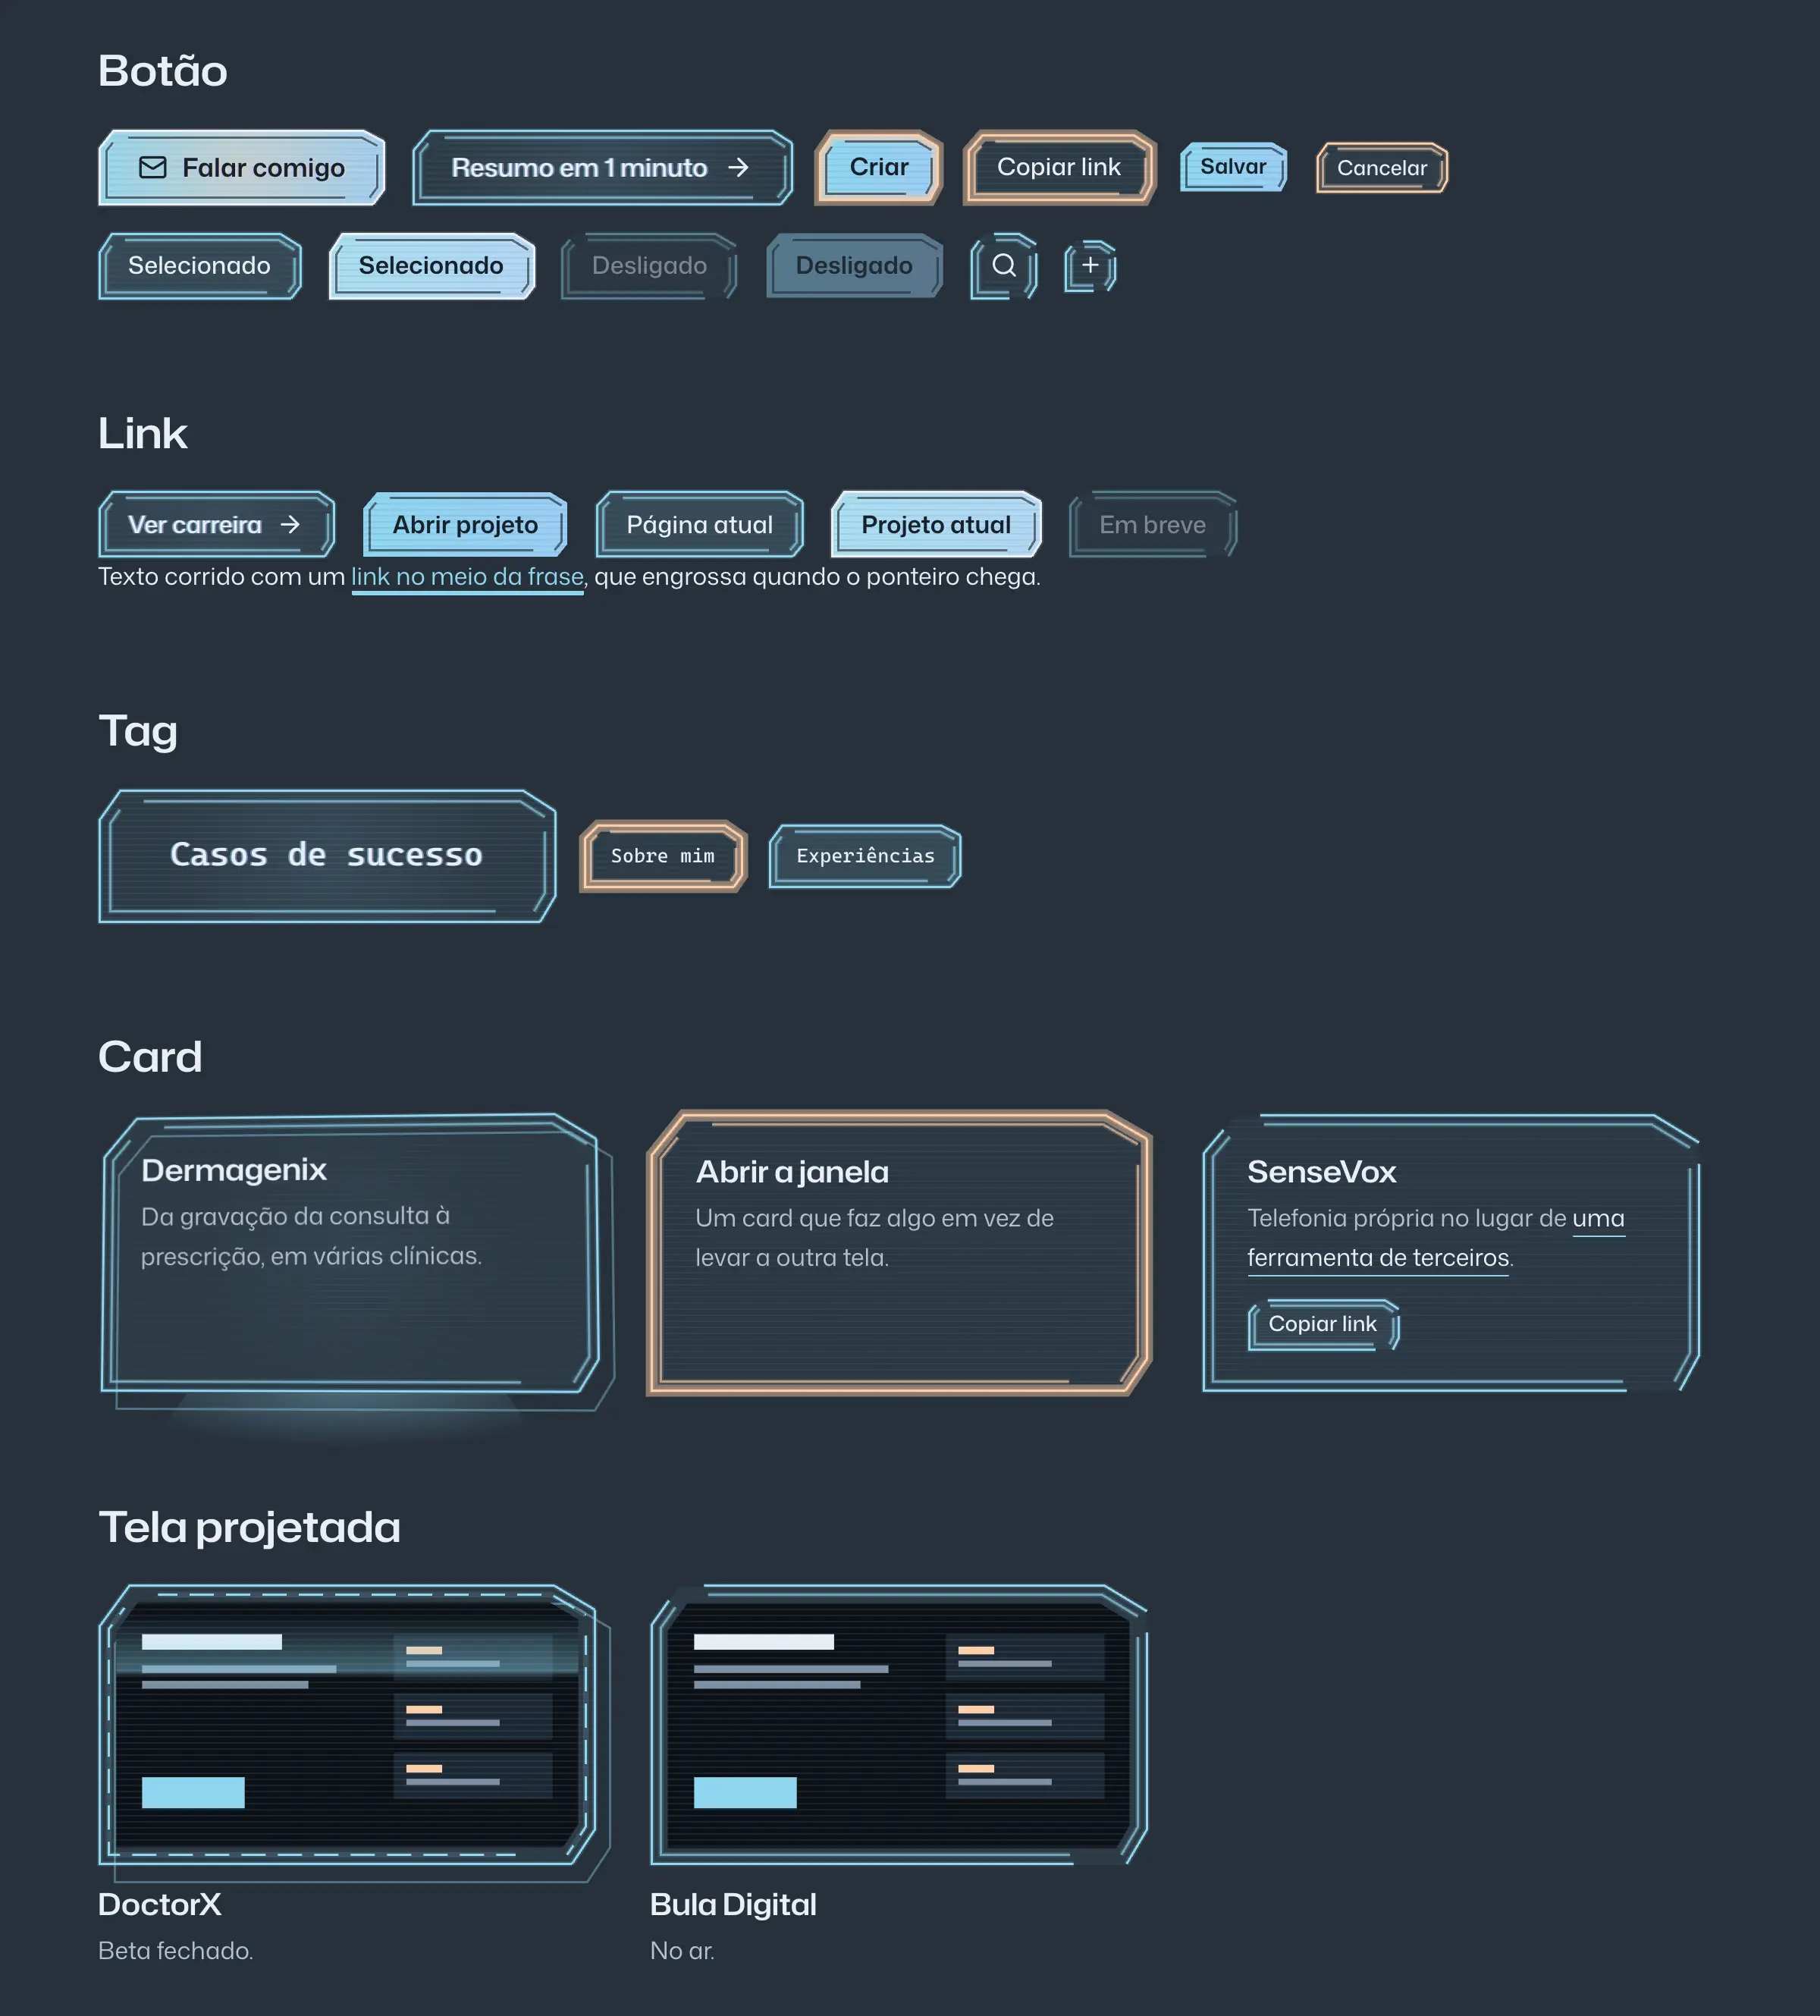 Botão
Falar comigo
Resumo em 1 minuto
Criar
Copiar link
Salvar
Cancelar
Selecionado
Selecionado
Desligado
Desligado
Link
Ver carreira
Abrir projeto
Página atual
Projeto atual
Em breve
Texto corrido com um link no meio da frase, que engrossa quando o ponteiro chega.
Tag
Casos de sucesso
Sobre mim
Experiências
Card
Dermagenix
Da gravação da consulta à
prescrição, em várias clínicas.
Abrir a janela
Um card que faz algo em vez de
levar a outra tela.
SenseVox
Telefonia própria no lugar de uma
ferramenta de terceiros.
Copiar link
Tela projetada
DoctorX
Beta fechado.
Bula Digital
No ar.